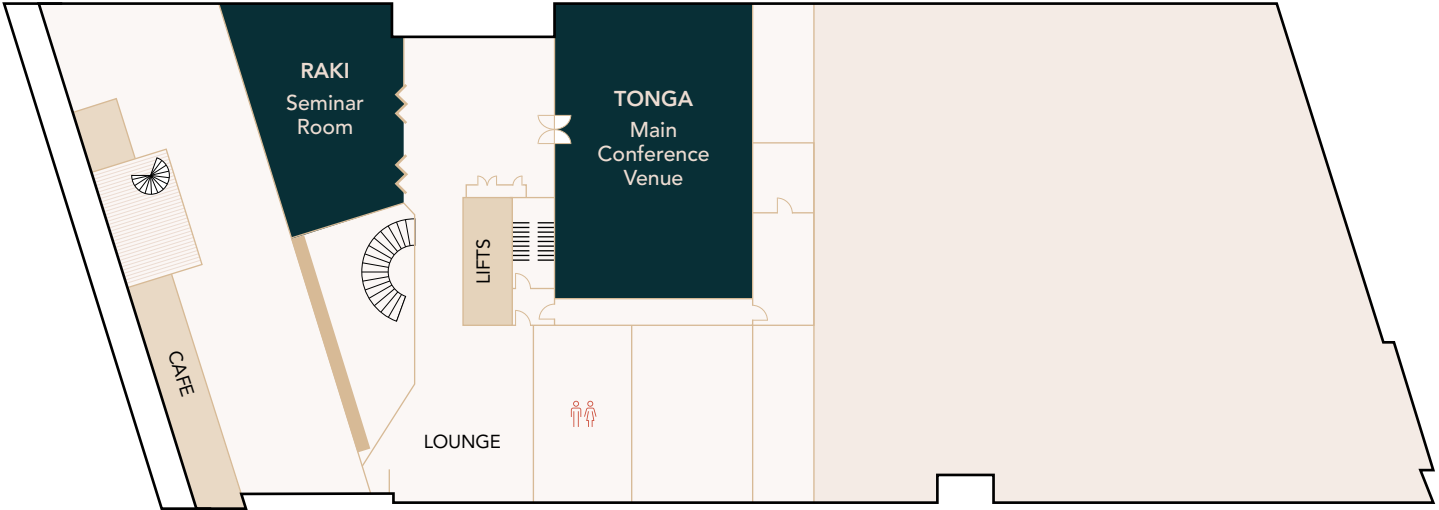 RAKI
Seminar
Room
TONGA
Main
Conference
Venue
LIFTS
CAFE
LOUNGE